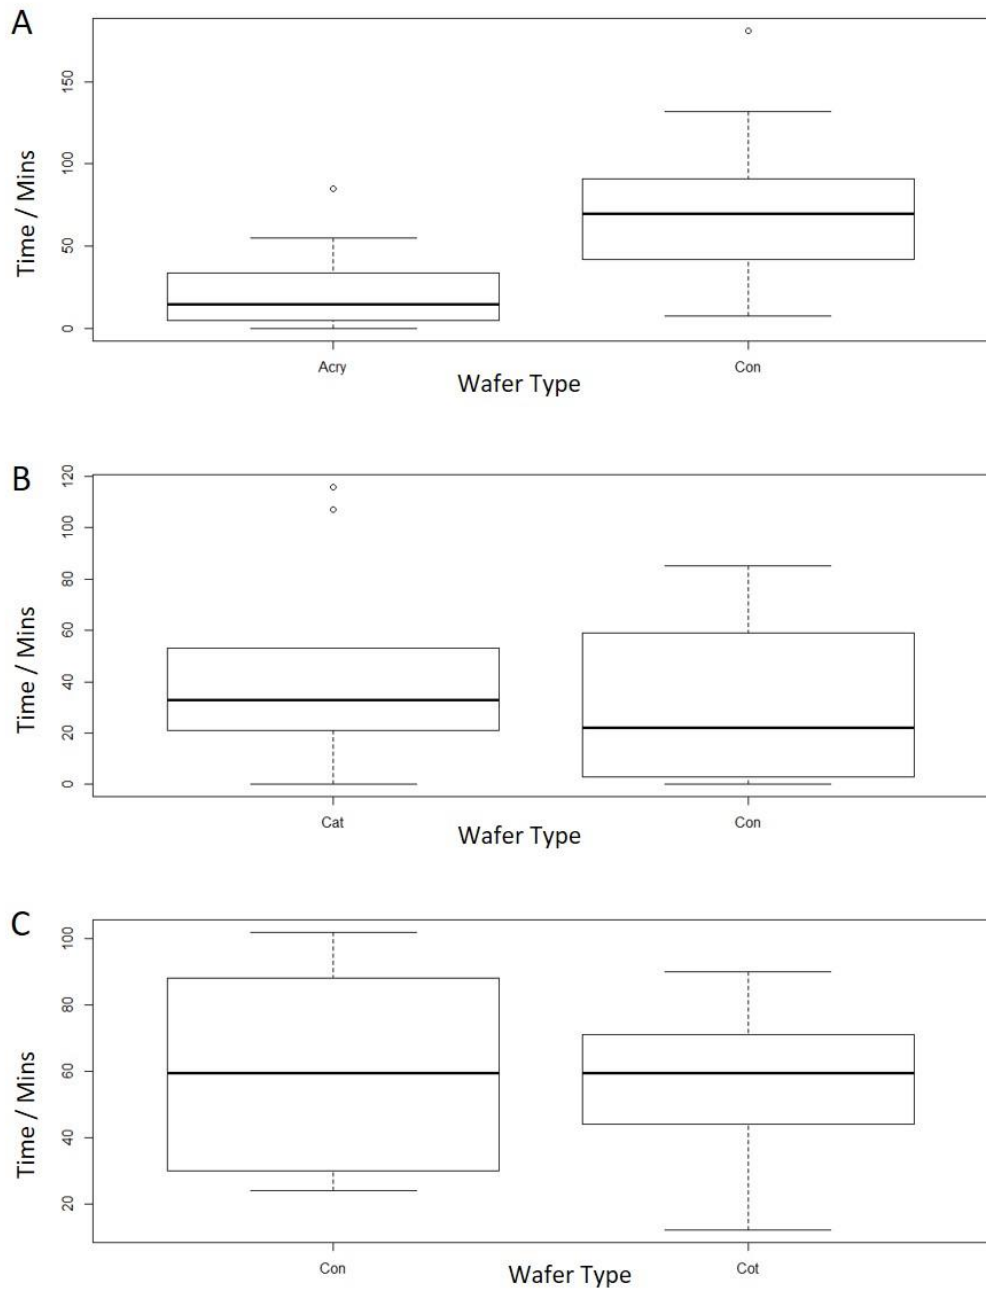 A
Time / Mins
150
100
50
0
Acry
Con
Wafer Type
B
Time / Mins
120
100
80
60
40
20
0
Cat
Con
Wafer Type
C
Time / Mins
100
80
60
40
20
Con
Cot
Wafer Type